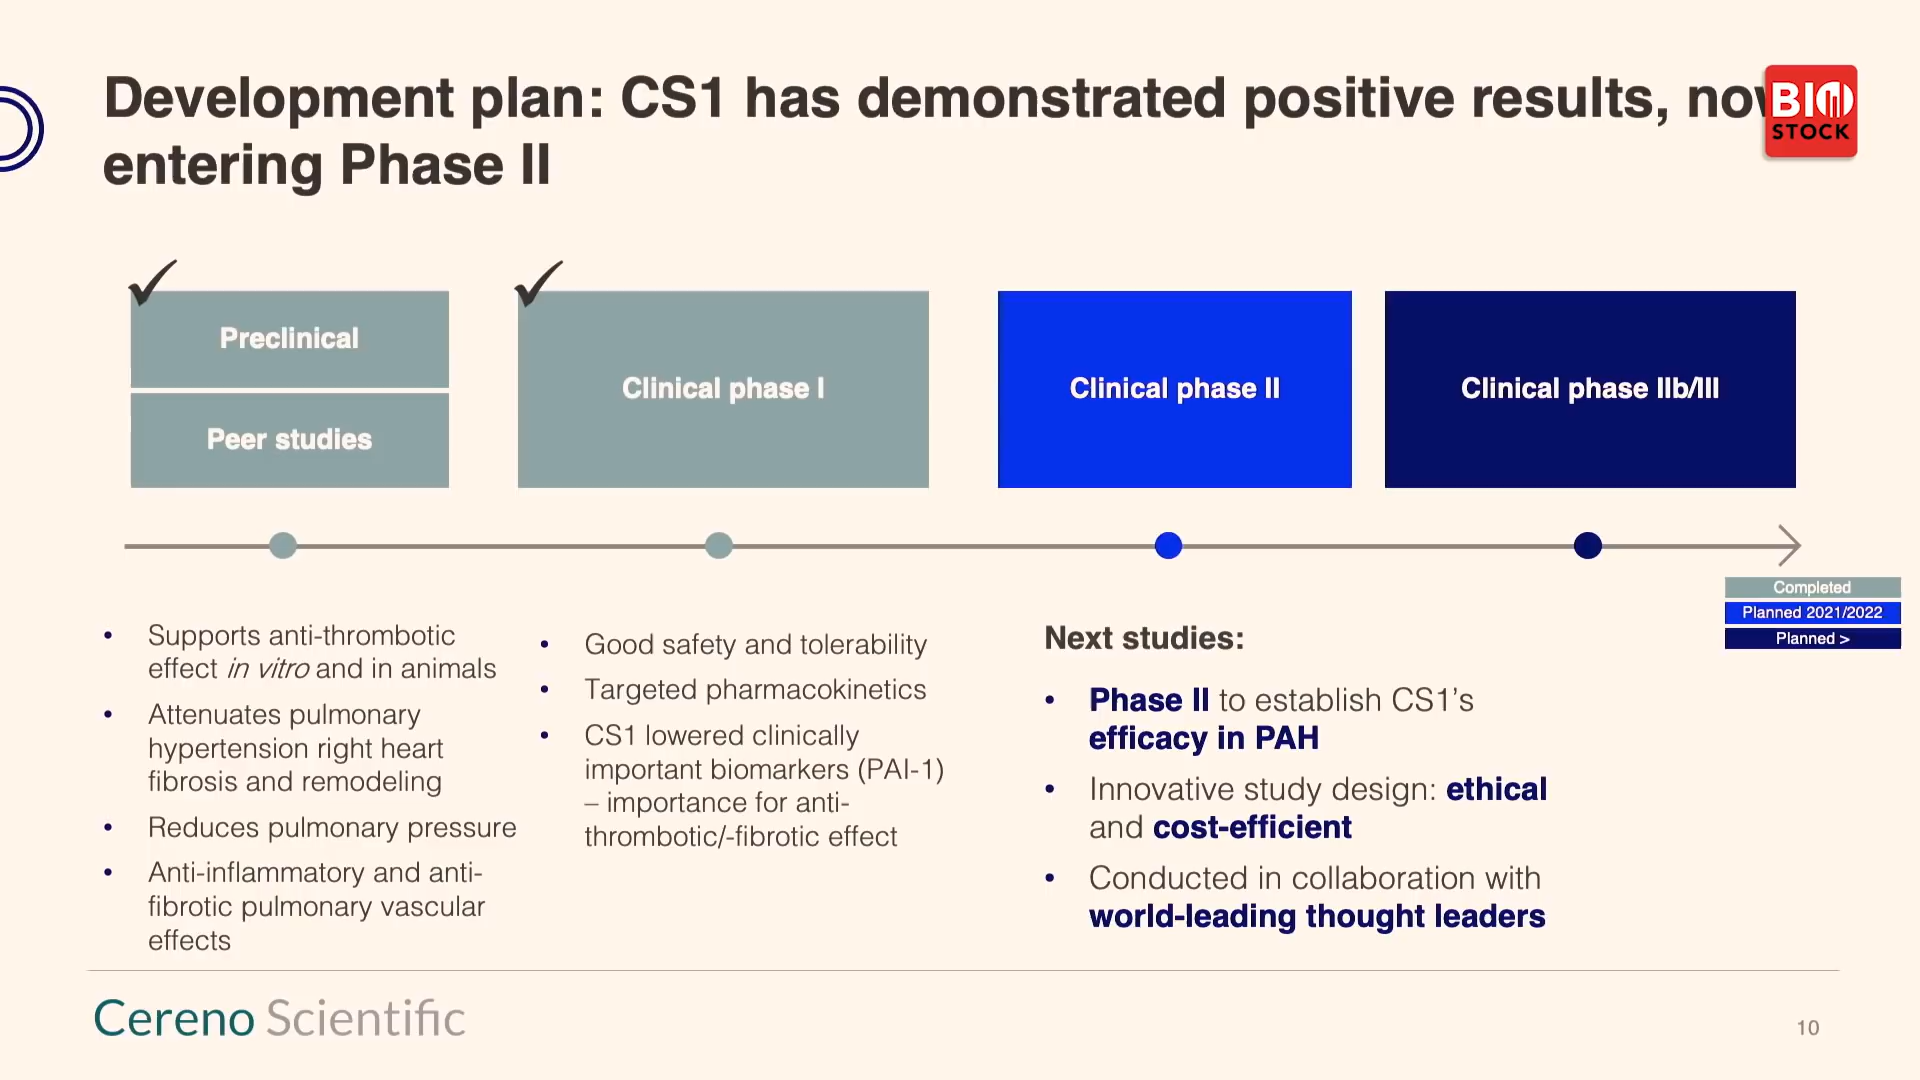 Development plan: CS1 has demonstrated positive results, now
entering Phase II
BIO
STOCK
Preclinical
Peer studies
Clinical phase I
Clinical phase II
Clinical phase IIb/III
Completed
Planned 2021/2022
Planned >
• Supports anti-thrombotic
effect in vitro and in animals
• Attenuates pulmonary
hypertension right heart
fibrosis and remodeling
• Reduces pulmonary pressure
• Anti-inflammatory and anti-
fibrotic pulmonary vascular
effects
• Good safety and tolerability
• Targeted pharmacokinetics
• CS1 lowered clinically
important biomarkers (PAI-1)
– importance for anti-
thrombotic/-fibrotic effect
Next studies:
• Phase II to establish CS1’s
efficacy in PAH
• Innovative study design: ethical
and cost-efficient
• Conducted in collaboration with
world-leading thought leaders
Cereno Scientific
10